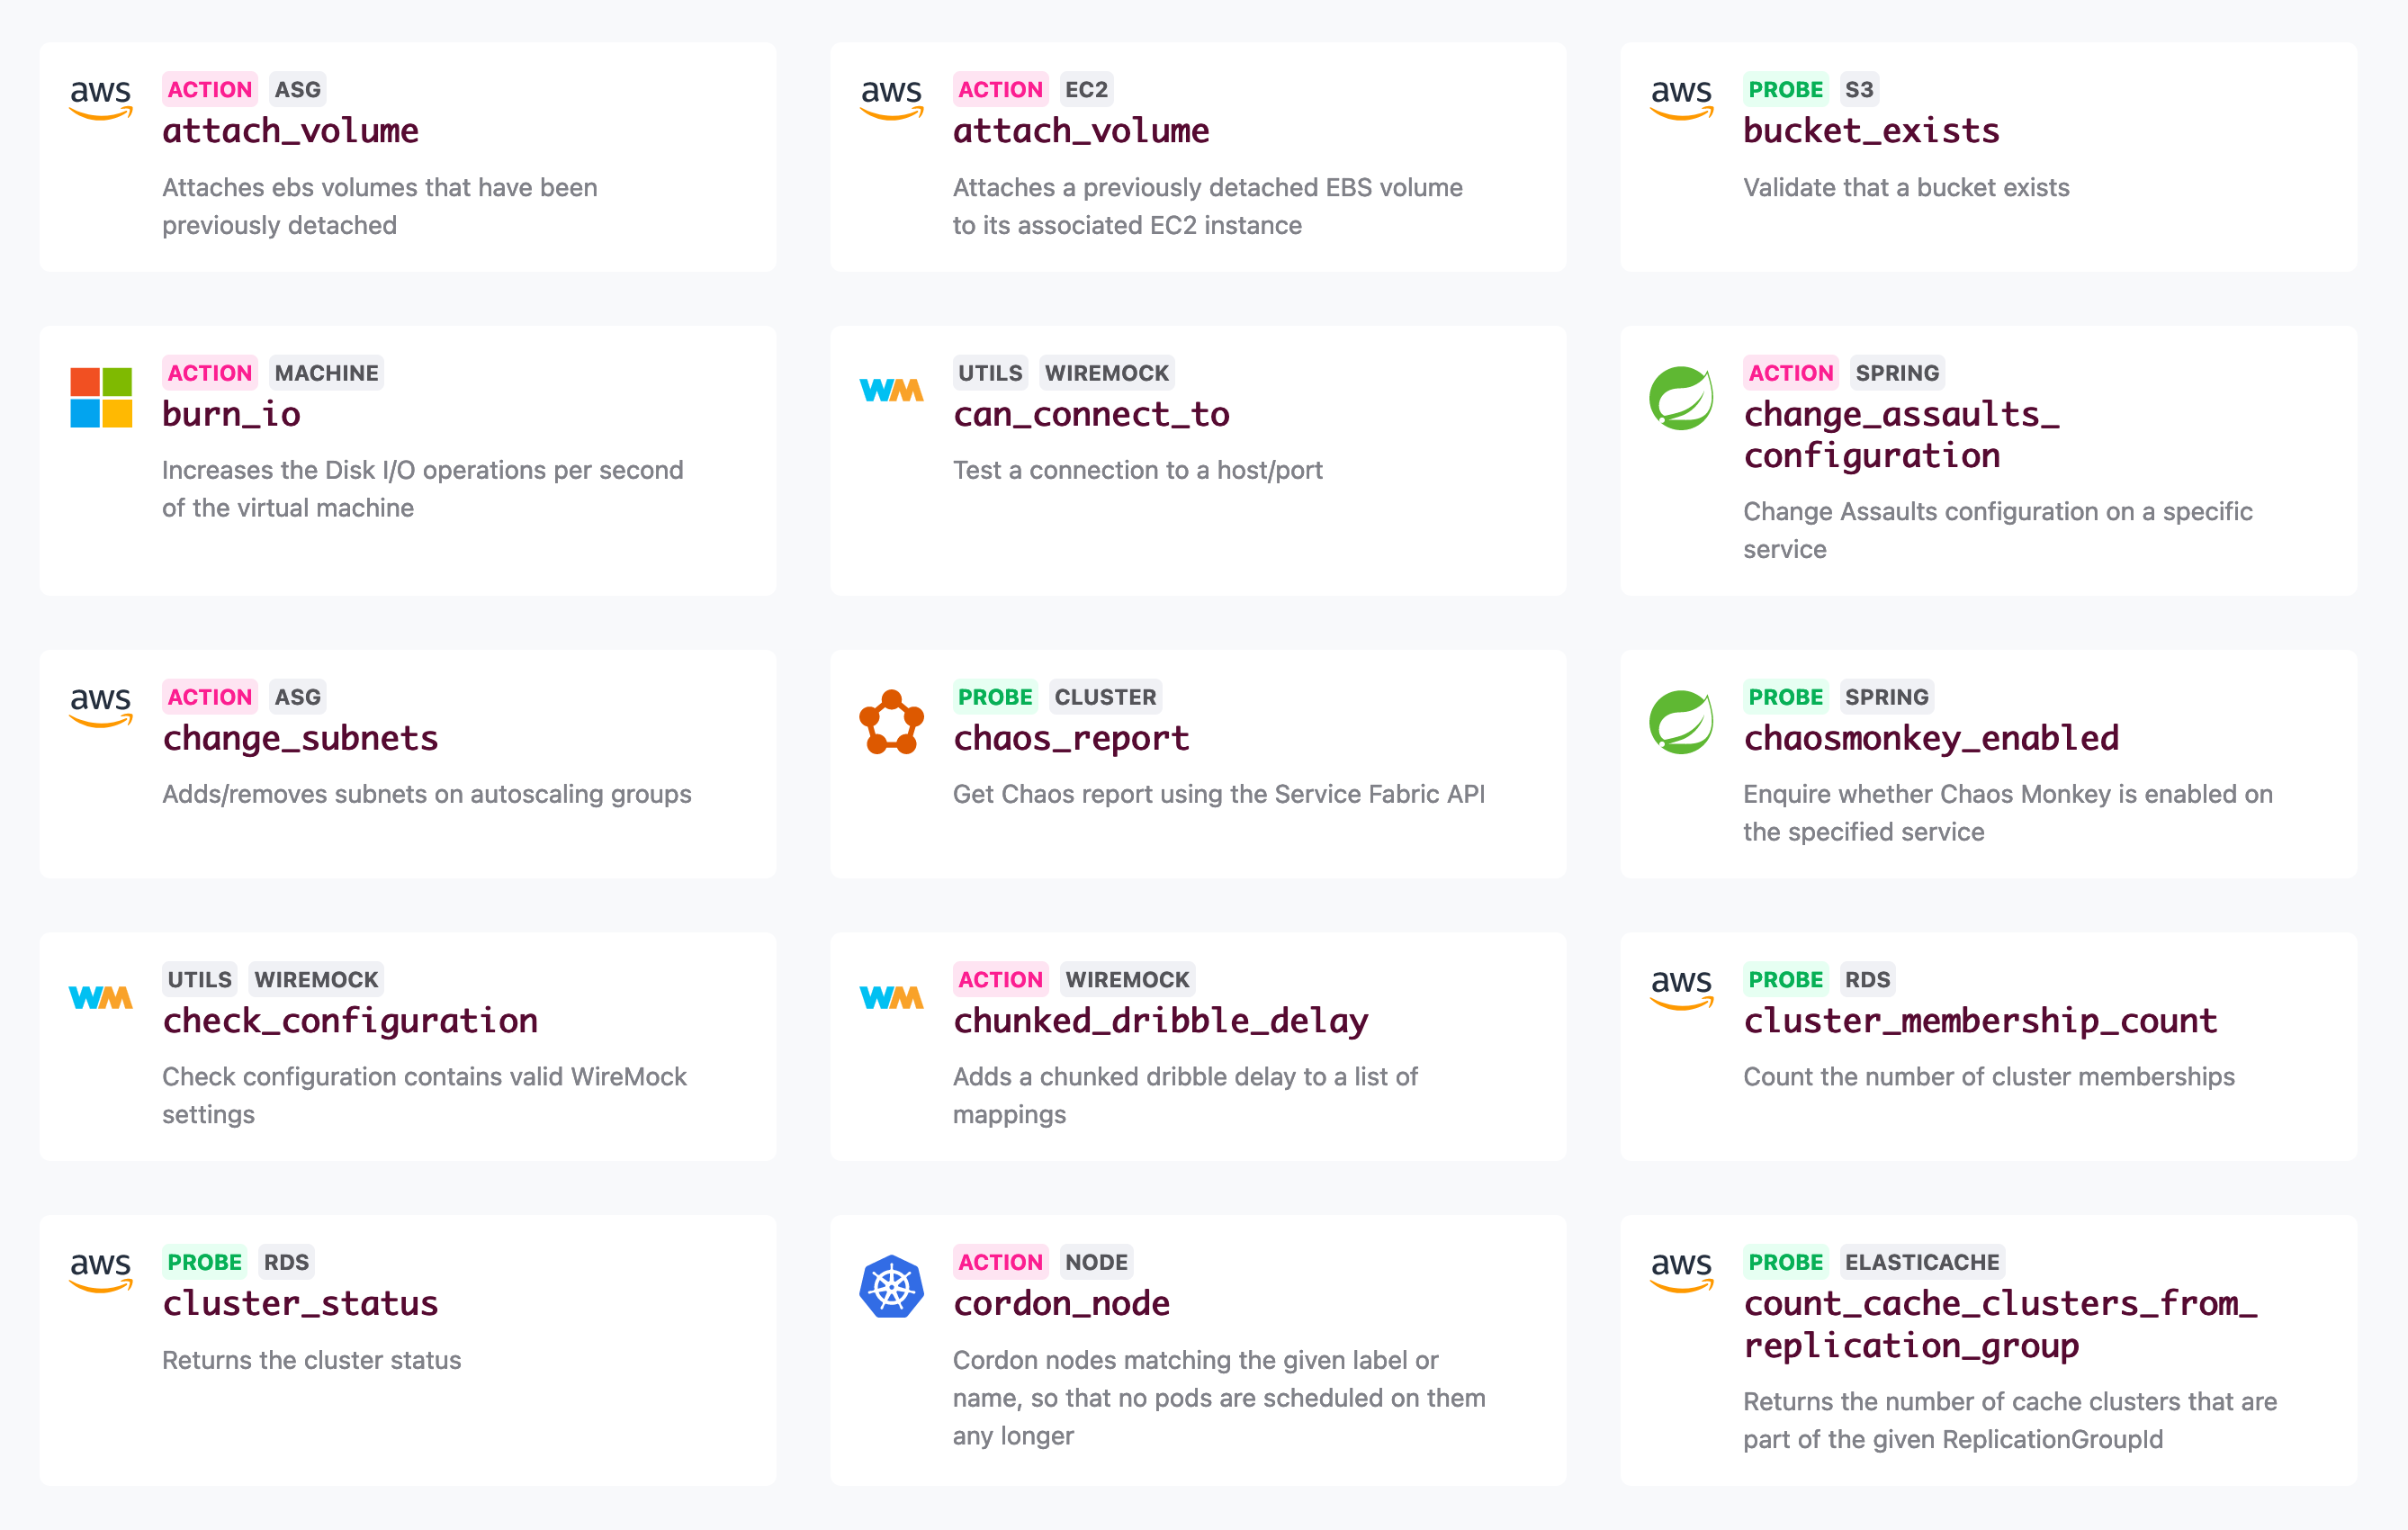 aws
ACTION ASG
attach_volume
Attaches ebs volumes that have been
previously detached
aws
ACTION EC2
attach_volume
Attaches a previously detached EBS volume
to its associated EC2 instance
aws
PROBE S3
bucket_exists
Validate that a bucket exists
ACTION MACHINE
burn_io
Increases the Disk I/O operations per second
of the virtual machine
WM
UTILS WIREMOCK
can_connect_to
Test a connection to a host/port
ACTION SPRING
change_assaults_
configuration
Change Assaults configuration on a specific
service
aws
ACTION ASG
change_subnets
Adds/removes subnets on autoscaling groups
PROBE CLUSTER
chaos_report
Get Chaos report using the Service Fabric API
PROBE SPRING
chaosmonkey_enabled
Enquire whether Chaos Monkey is enabled on
the specified service
WM
UTILS WIREMOCK
check_configuration
Check configuration contains valid WireMock
settings
WM
ACTION WIREMOCK
chunked_dribble_delay
Adds a chunked dribble delay to a list of
mappings
aws
PROBE RDS
cluster_membership_count
Count the number of cluster memberships
aws
PROBE RDS
cluster_status
Returns the cluster status
ACTION NODE
cordon_node
Cordon nodes matching the given label or
name, so that no pods are scheduled on them
any longer
aws
PROBE ELASTICACHE
count_cache_clusters_from_
replication_group
Returns the number of cache clusters that are
part of the given ReplicationGroupId